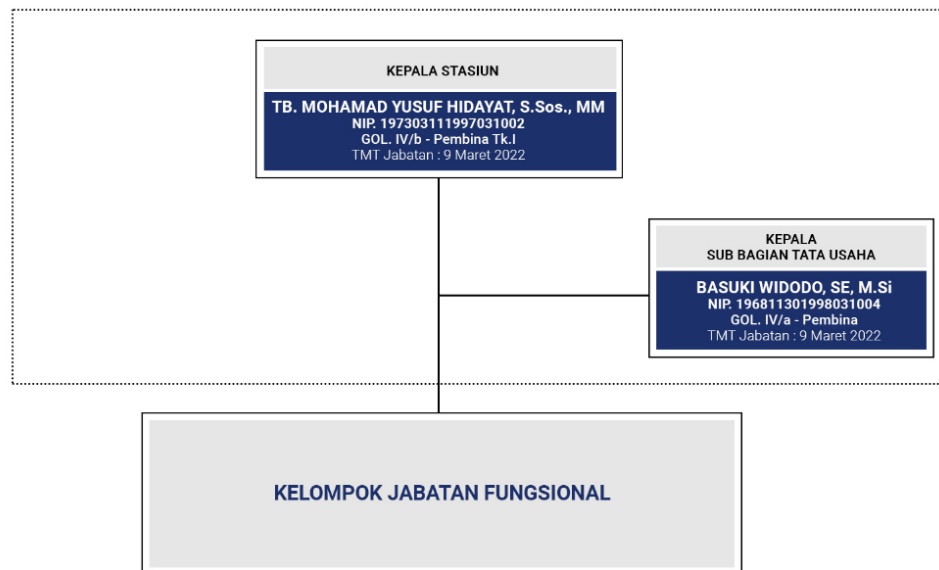 KEPALA STASIUN
TB. MOHAMAD YUSUF HIDAYAT, S.Sos., MM
NIP. 197303111997031002
GOL. IV/b - Pembina Tk.I
TMT Jabatan : 9 Maret 2022
KEPALA
SUB BAGIAN TATA USAHA
BASUKI WIDODO, SE, M.Si
NIP. 196811301998031004
GOL. IV/a - Pembina
TMT Jabatan : 9 Maret 2022
KELOMPOK JABATAN FUNGSIONAL